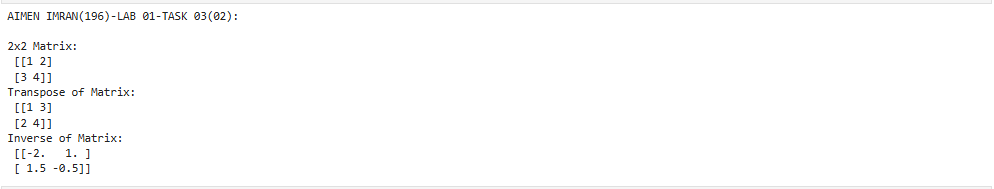 AIMEN IMRAN(196)-LAB 01-TASK 03(02):
2x2 Matrix:
[[1 2]
[3 4]]
Transpose of Matrix:
[[1 3]
[2 4]]
Inverse of Matrix:
[[-2.   1. ]
[ 1.5 -0.5]]